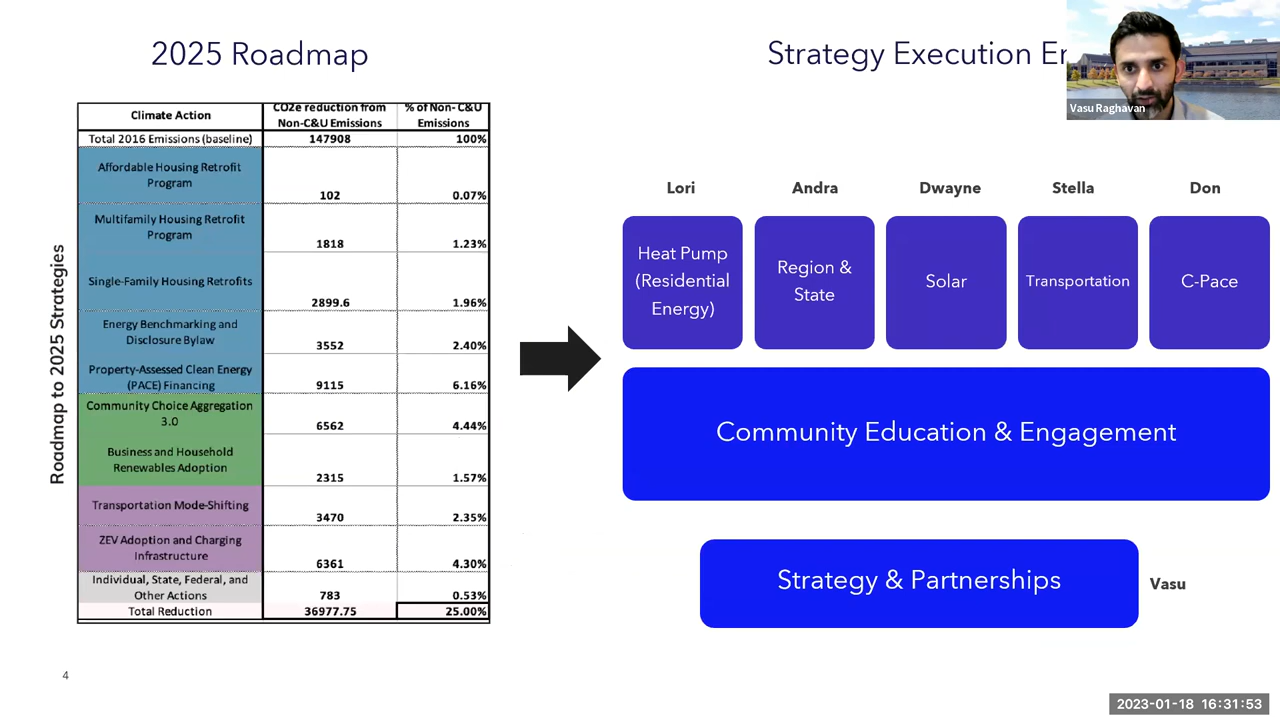 2025 Roadmap
Strategy Execution
Vasu Raghavan
Roadmap to 2025 Strategies
Climate Action
CO2e reduction from
Non-C&U Emissions
% of Non- C&U
Emissions
Total 2016 Emissions (baseline) 147908 100%
Affordable Housing Retrofit
Program
102 0.07%
Multifamily Housing Retrofit
Program
1818 1.23%
Single-Family Housing Retrofits
2899.6 1.96%
Energy Benchmarking and
Disclosure Bylaw
3552 2.40%
Property-Assessed Clean Energy
(PACE) Financing
9115 6.16%
Community Choice Aggregation
3.0
6562 4.44%
Business and Household
Renewables Adoption
2315 1.57%
Transportation Mode-Shifting
3470 2.35%
ZEV Adoption and Charging
Infrastructure
6361 4.30%
Individual, State, Federal, and
Other Actions
783 0.53%
Total Reduction 36977.75 25.00%
Lori
Andra
Dwayne
Stella
Don
Heat Pump
(Residential
Energy)
Region &
State
Solar
Transportation
C-Pace
Community Education & Engagement
Strategy & Partnerships
Vasu
4
2023-01-18 16:31:53